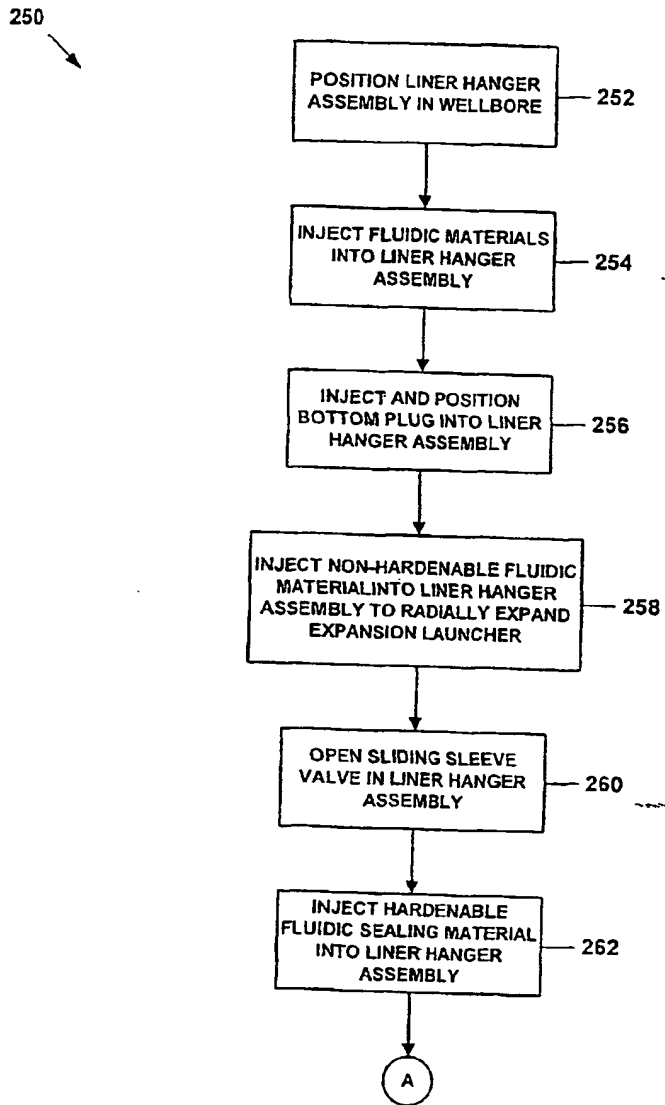 250
POSITION LINER HANGER
ASSEMBLY IN WELLBORE
252
INJECT FLUIDIC MATERIALS
INTO LINER HANGER
ASSEMBLY
254
INJECT AND POSITION
BOTTOM PLUG INTO LINER
HANGER ASSEMBLY
256
INJECT NON-HARDENABLE FLUIDIC
MATERIALINTO LINER HANGER
ASSEMBLY TO RADIALLY EXPAND
EXPANSION LAUNCHER
258
OPEN SLIDING SLEEVE
VALVE IN LINER HANGER
ASSEMBLY
260
INJECT HARDENABLE
FLUIDIC SEALING MATERIAL
INTO LINER HANGER
ASSEMBLY
262
A